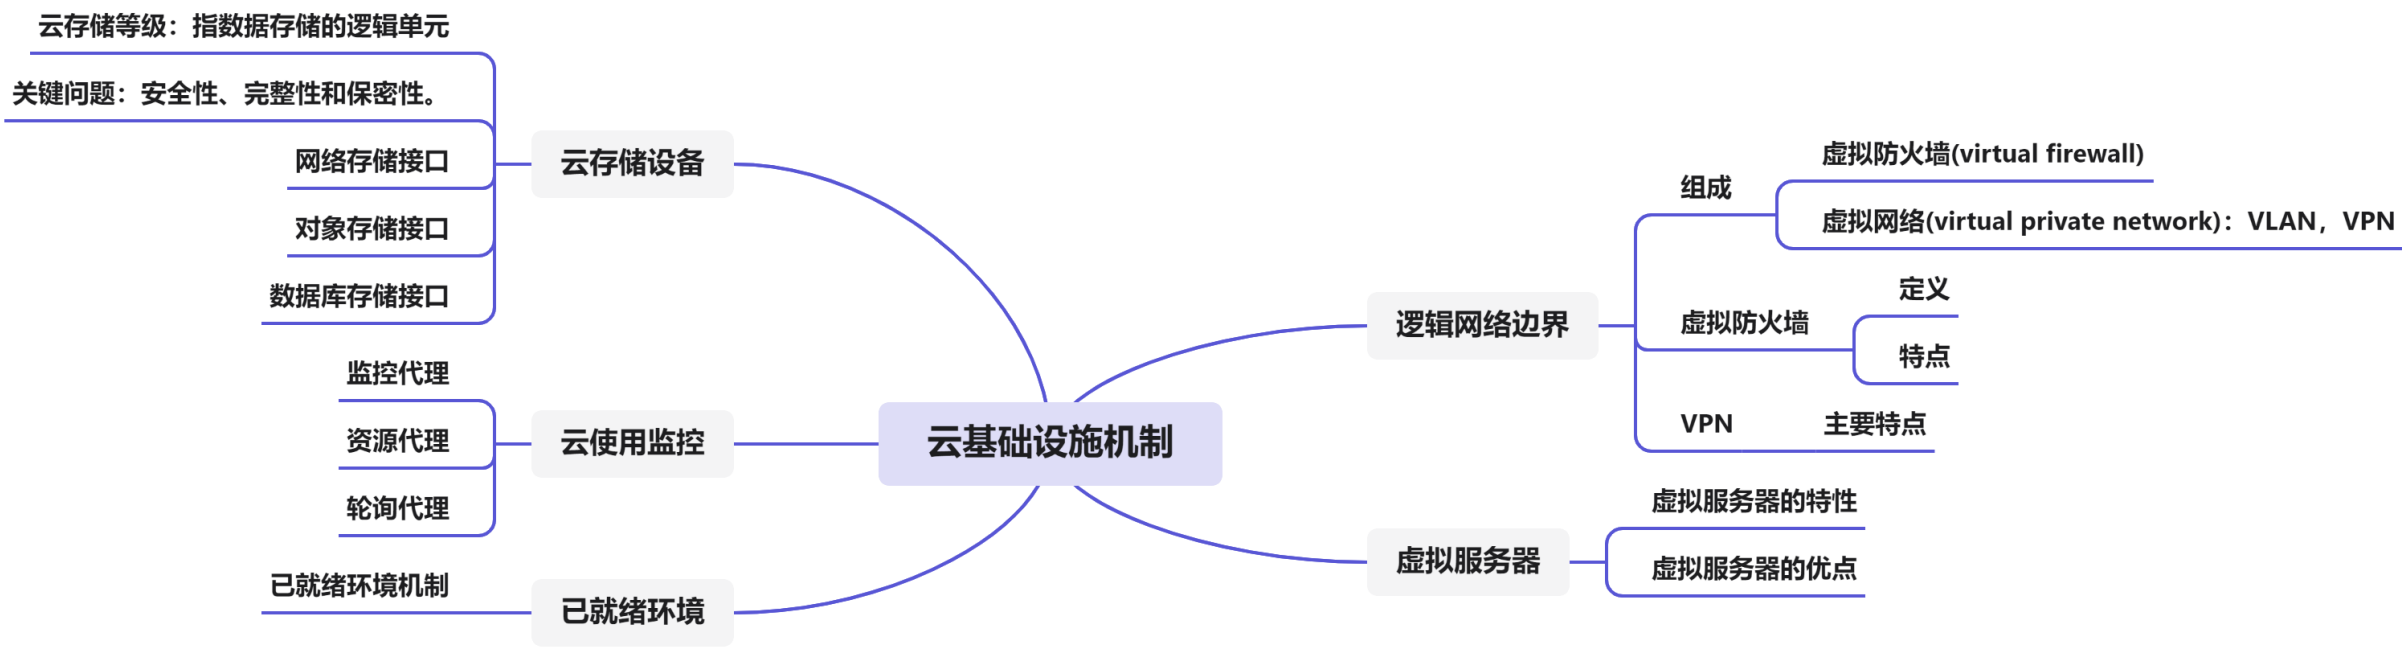 云基础设施机制
云存储设备
云存储等级：指数据存储的逻辑单元
关键问题：安全性、完整性和保密性。
网络存储接口
对象存储接口
数据库存储接口
云使用监控
监控代理
资源代理
轮询代理
已就绪环境
已就绪环境机制
逻辑网络边界
组成
虚拟防火墙(virtual firewall)
虚拟网络(virtual private network)：VLAN，VPN
虚拟防火墙
定义
特点
VPN
主要特点
虚拟服务器
虚拟服务器的特性
虚拟服务器的优点